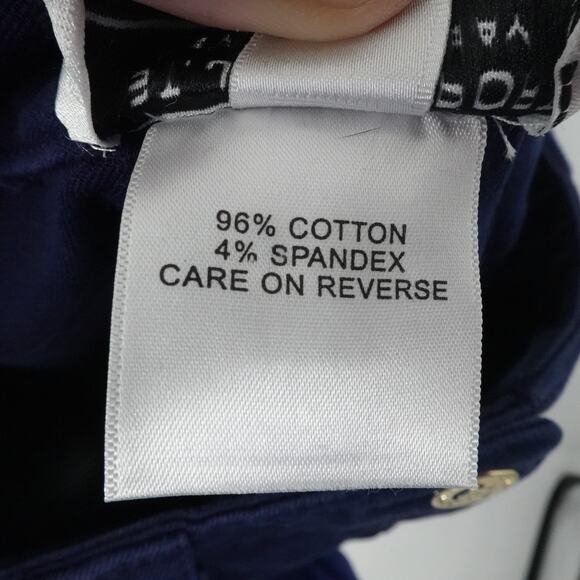 96% COTTON
4% SPANDEX
CARE ON REVERSE